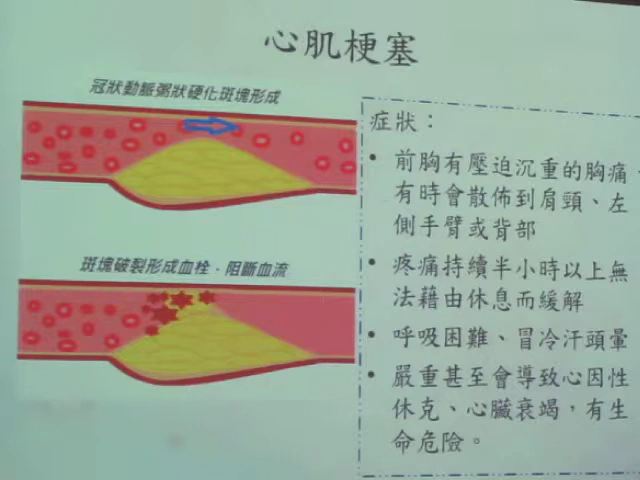 心肌梗塞
冠狀動脈粥狀硬化斑塊形成
斑塊破裂形成血栓，阻斷血流
症狀：
• 前胸有壓迫沉重的胸痛，
有時會散佈到肩頸、左
側手臂或背部
• 疼痛持續半小時以上無
法藉由休息而緩解
• 呼吸困難、冒冷汗頭暈
• 嚴重甚至會導致心因性
休克、心臟衰竭，有生
命危險。